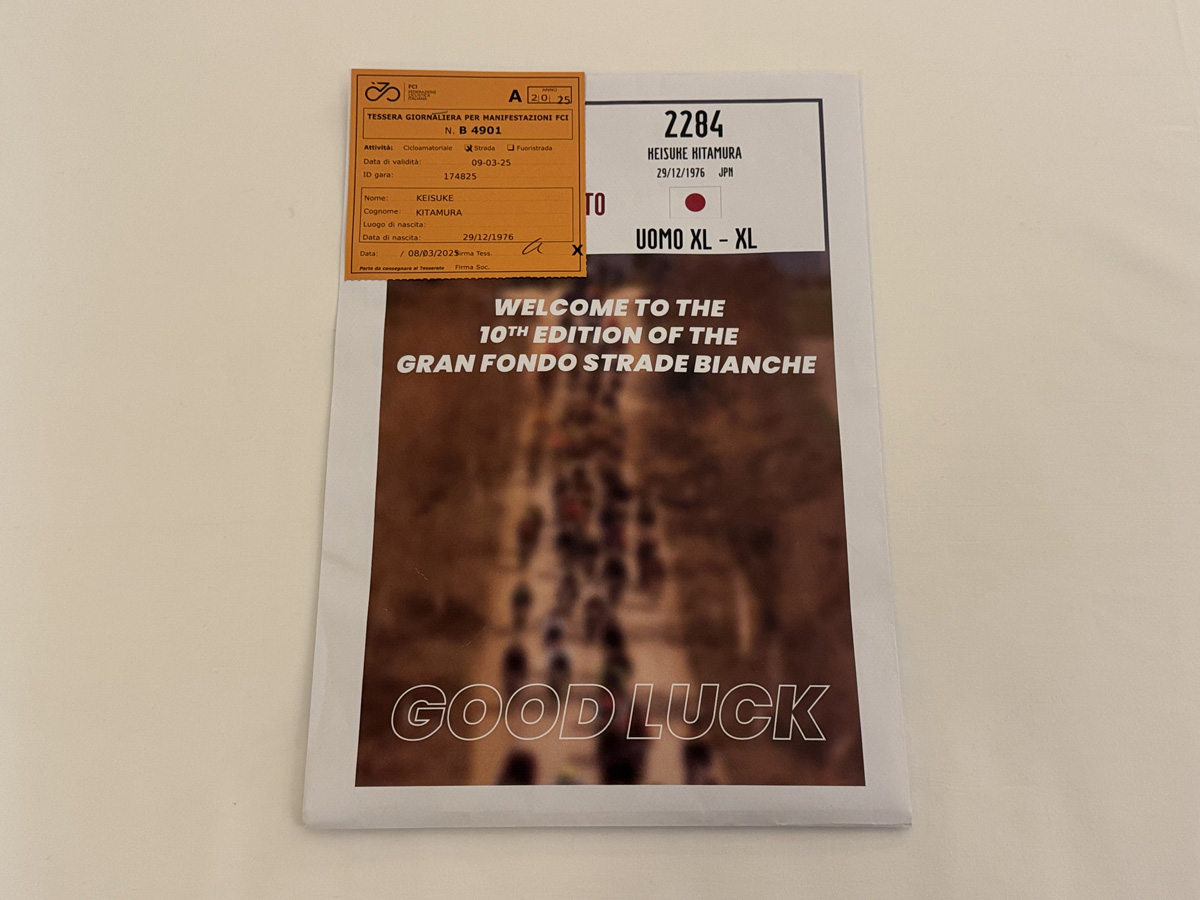 FCI
FEDERAZIONE
CICLISTICA
ITALIANA
A
ANNO
20 25
TESSERA GIORNALIERA PER MANIFESTAZIONI FCI
N. B 4901
Attività: Cicloamatoriale Strada Fuoristrada
Data di validità: 09-03-25
ID gara: 174825
Nome: KEISUKE
Cognome: KITAMURA
Luogo di nascita:
Data di nascita: 29/12/1976
Data: / 08/03/2025 Firma Tess. X
Parte da consegnare al Tesserato Firma Soc.
2284
KEISUKE KITAMURA
29/12/1976 JPN
TO
UOMO XL - XL
WELCOME TO THE
10TH EDITION OF THE
GRAN FONDO STRADE BIANCHE
GOOD LUCK